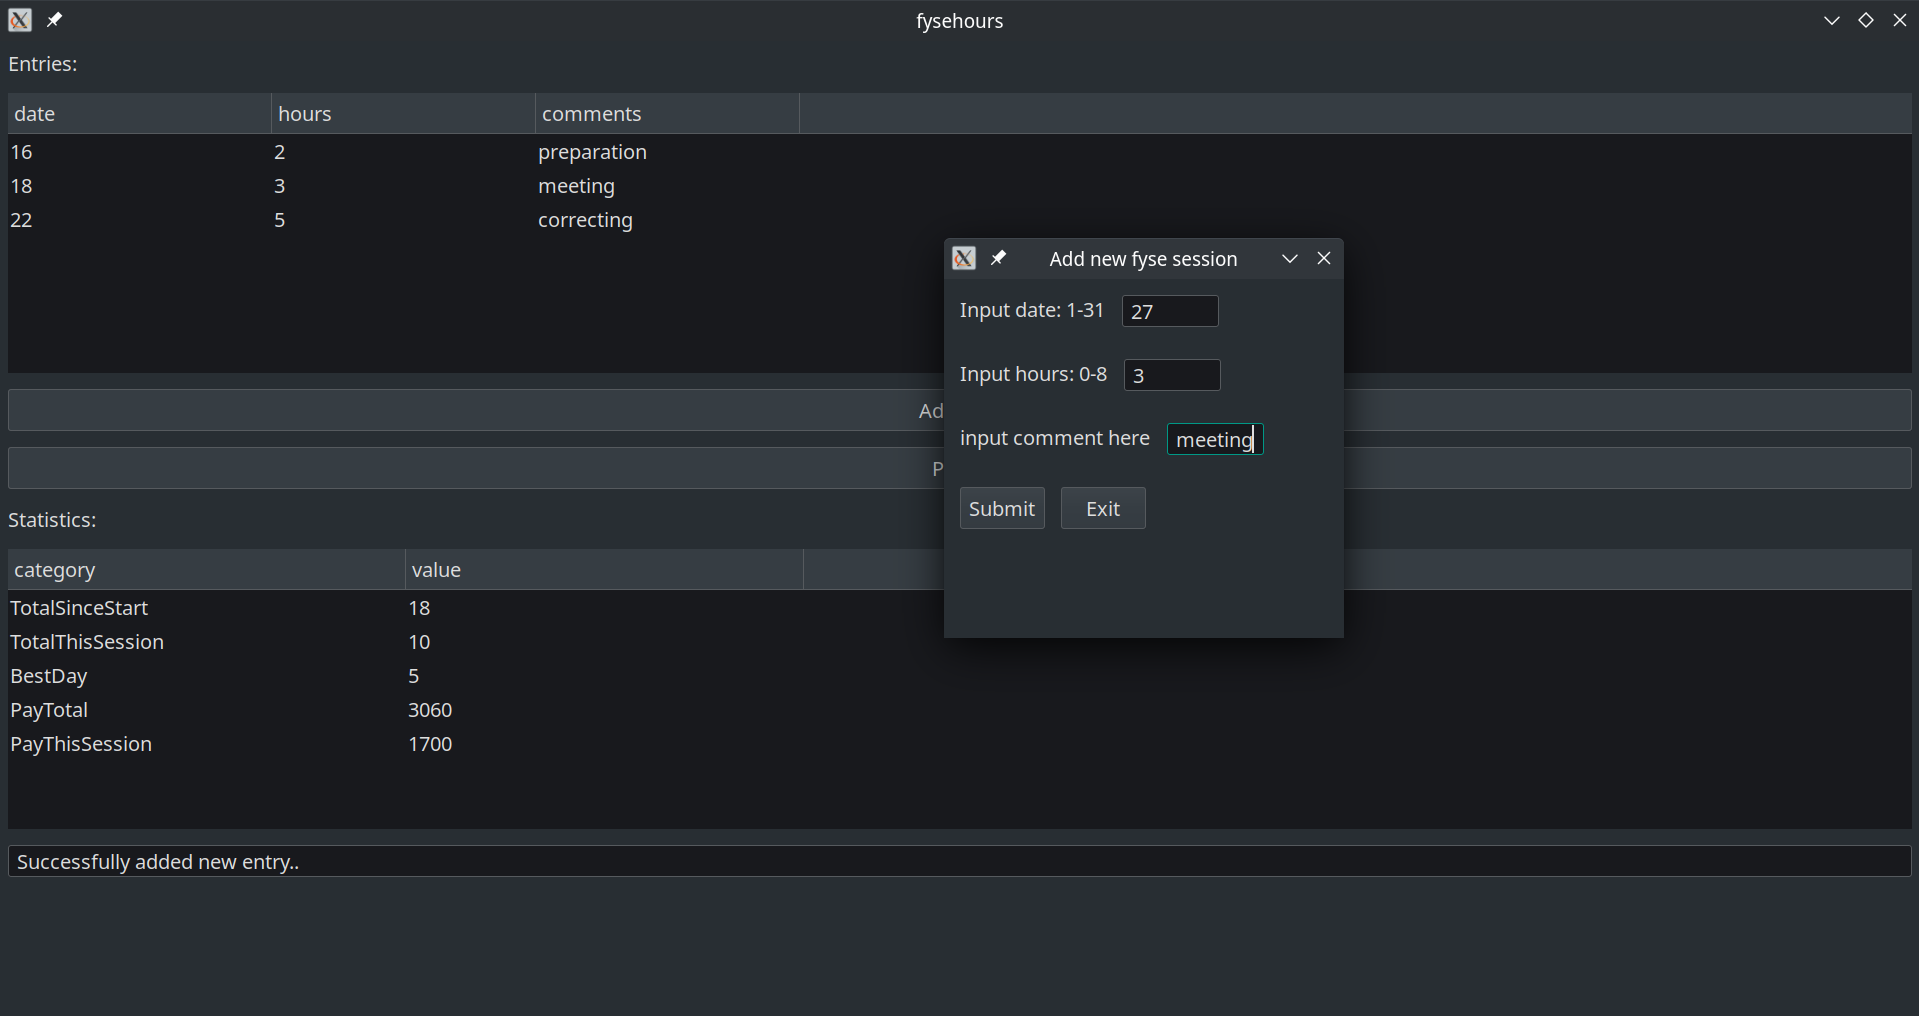 fysehours
Entries:
date hours comments
16 2 preparation
18 3 meeting
22 5 correcting
Add new fyse session
Input date: 1-31 27
Input hours: 0-8 3
input comment here meeting
Submit Exit
Ad
P
Statistics:
category value
TotalSinceStart 18
TotalThisSession 10
BestDay 5
PayTotal 3060
PayThisSession 1700
Successfully added new entry..